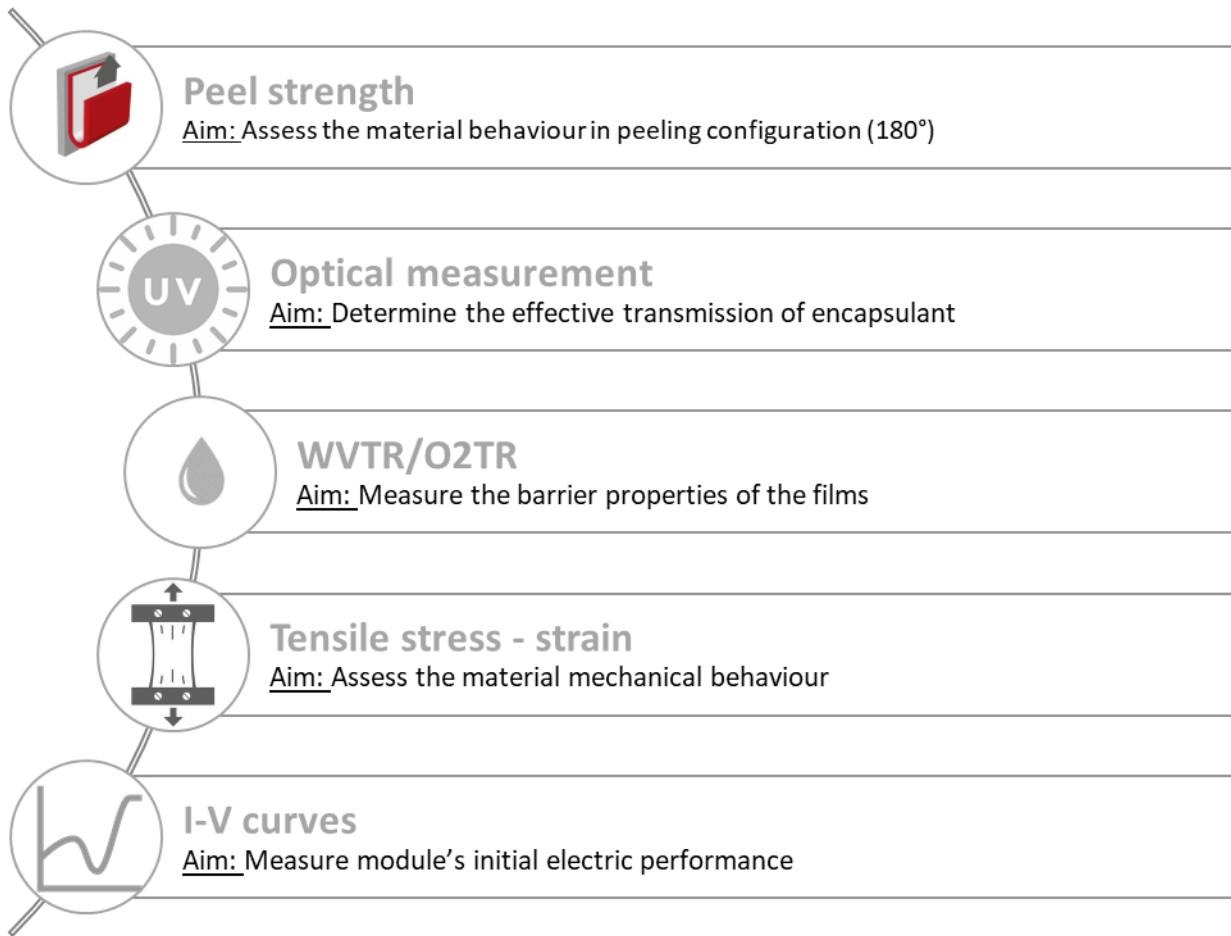 Peel strength
Aim: Assess the material behaviour in peeling configuration (180°)
UV
Optical measurement
Aim: Determine the effective transmission of encapsulant
WVTR/O2TR
Aim: Measure the barrier properties of the films
Tensile stress - strain
Aim: Assess the material mechanical behaviour
I-V curves
Aim: Measure module’s initial electric performance